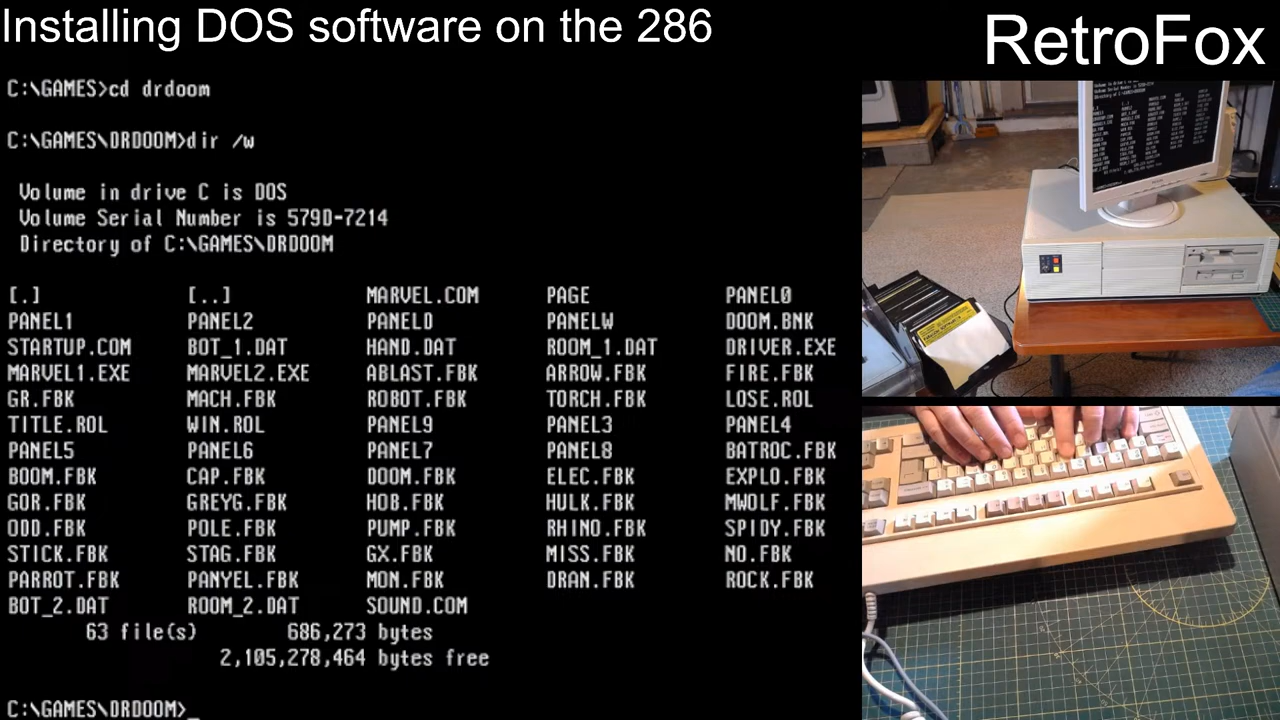 Installing DOS software on the 286
RetroFox
C:\GAMES>cd drdoom
C:\GAMES\DRDOOM>dir /w
Volume in drive C is DOS
Volume Serial Number is 579D-7214
Directory of C:\GAMES\DRDOOM
[.] [..] MARVEL.COM PAGE PANEL0
PANEL1 PANEL2 PANELD PANELW DOOM.BNK
STARTUP.COM BOT_1.DAT HAND.DAT ROOM_1.DAT DRIVER.EXE
MARVEL1.EXE MARVEL2.EXE ABLAST.FBK ARROW.FBK FIRE.FBK
GR.FBK MACH.FBK ROBOT.FBK TORCH.FBK LOSE.ROL
TITLE.ROL WIN.ROL PANEL9 PANEL3 PANEL4
PANEL5 PANEL6 PANEL7 PANEL8 BATROC.FBK
BOOM.FBK CAP.FBK DOOM.FBK ELEC.FBK EXPLO.FBK
GOR.FBK GREYG.FBK HOB.FBK HULK.FBK MWOLF.FBK
ODD.FBK POLE.FBK PUMP.FBK RHINO.FBK SPIDY.FBK
STICK.FBK STAG.FBK GX.FBK MISS.FBK NO.FBK
PARROT.FBK PANYEL.FBK MON.FBK DRAN.FBK ROCK.FBK
BOT_2.DAT ROOM_2.DAT SOUND.COM
63 file(s) 686,273 bytes
2,105,278,464 bytes free
C:\GAMES\DRDOOM>_